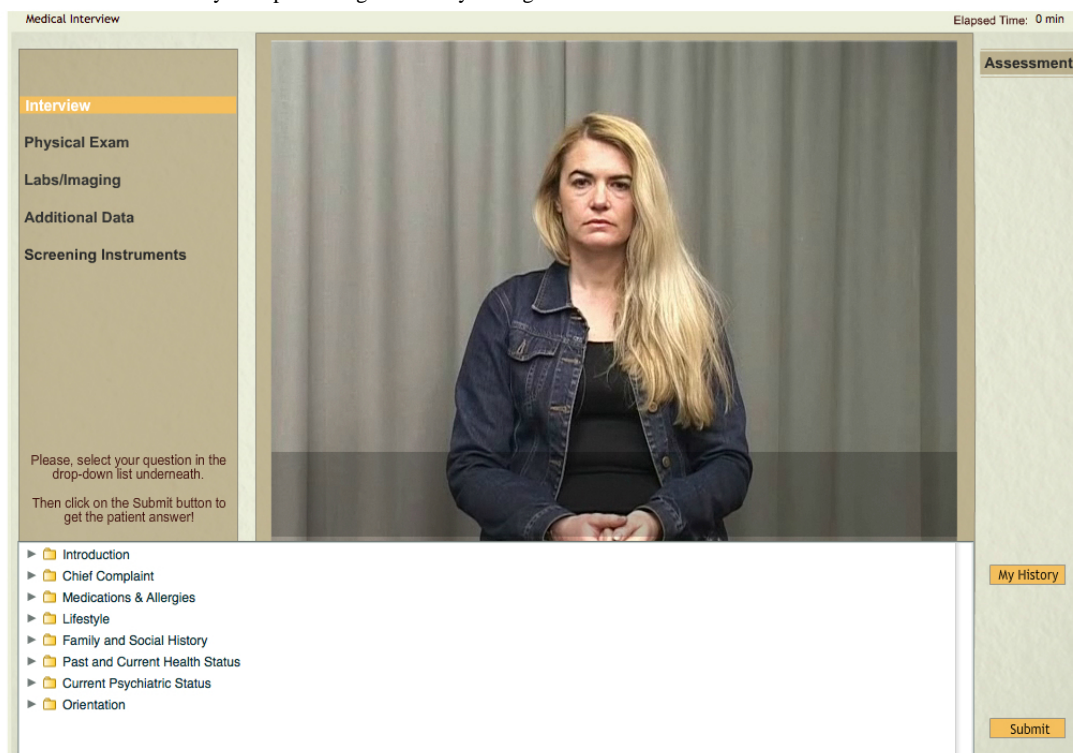 Medical Interview
Elapsed Time: 0 min
Interview
Physical Exam
Labs/Imaging
Additional Data
Screening Instruments
Assessment
Please, select your question in the
drop-down list underneath.
Then click on the Submit button to
get the patient answer!
Introduction
Chief Complaint
Medications & Allergies
Lifestyle
Family and Social History
Past and Current Health Status
Current Psychiatric Status
Orientation
My History
Submit